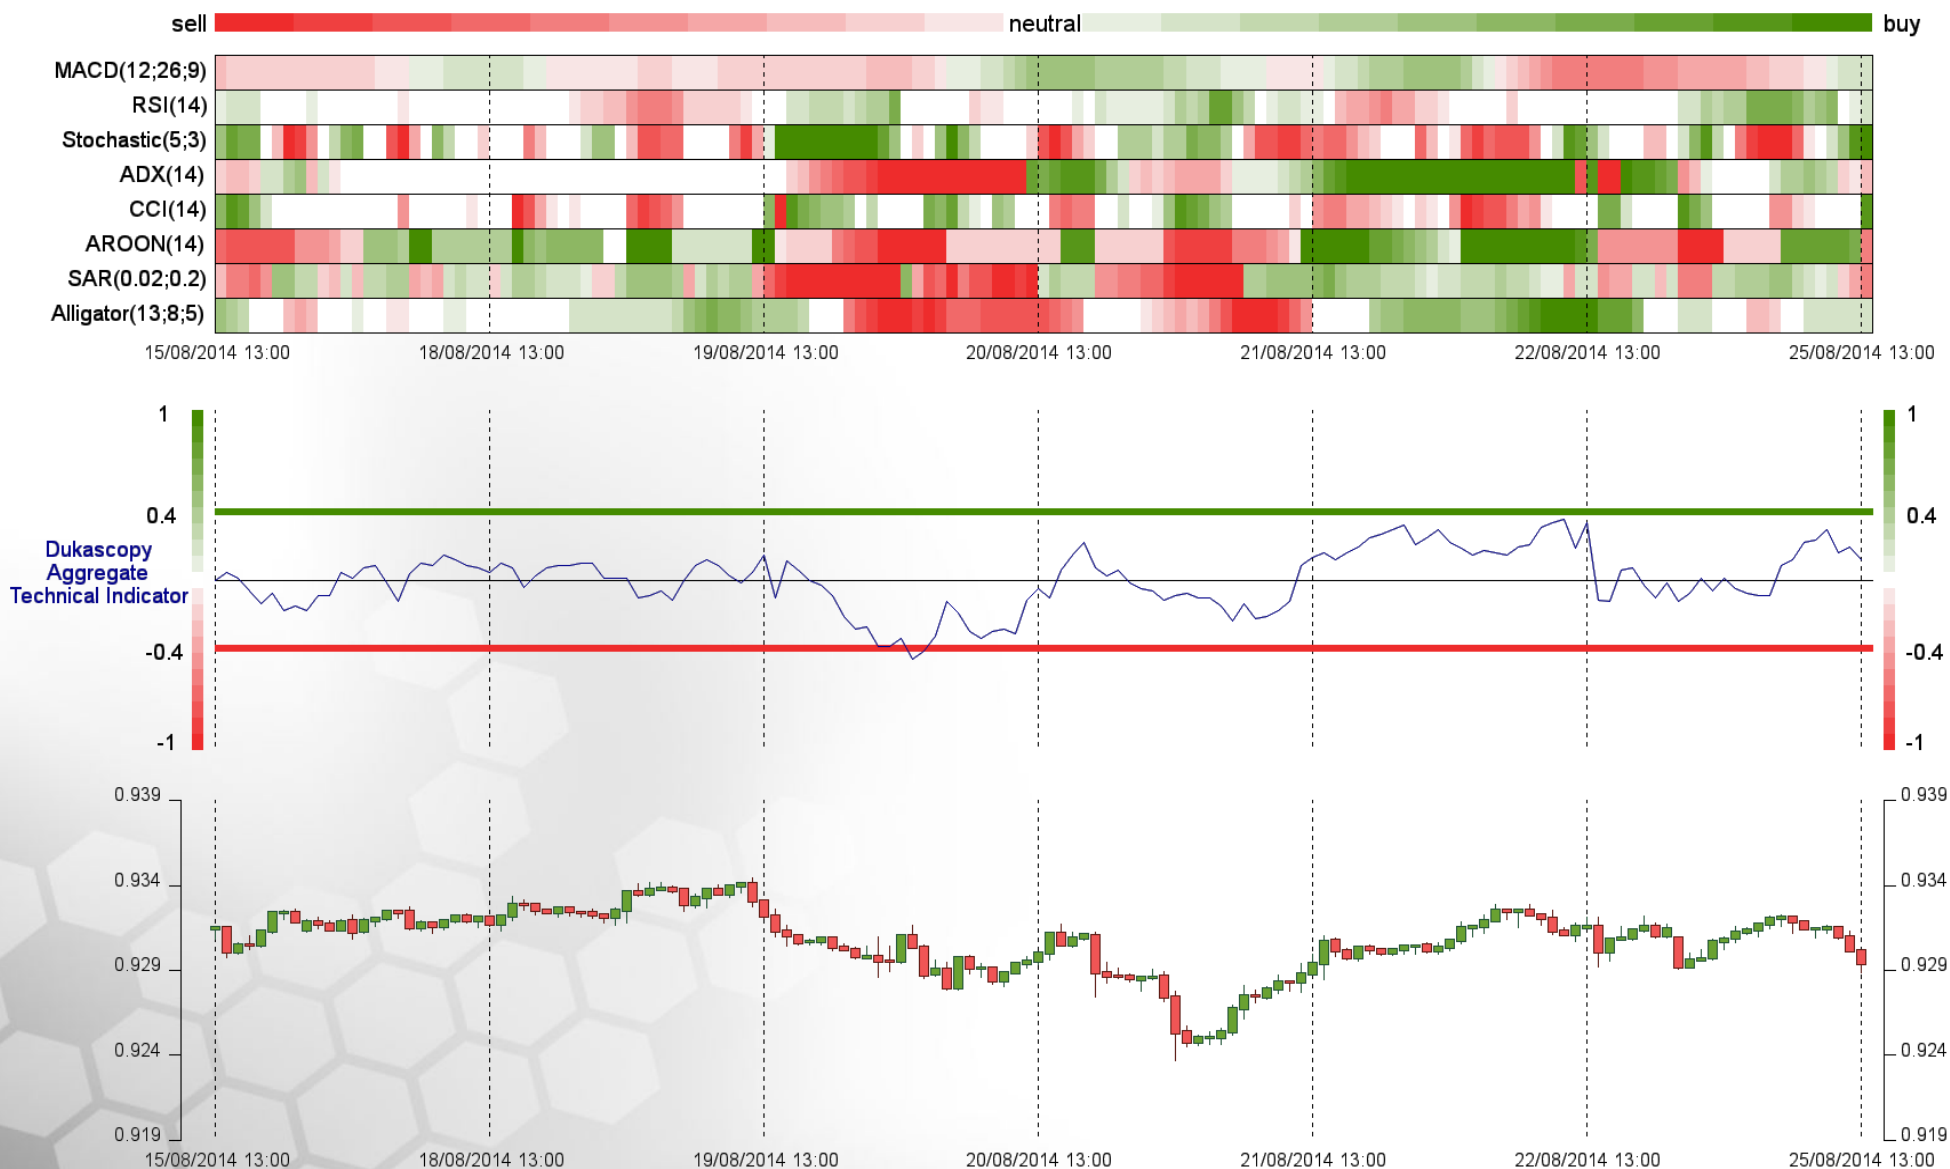 sell neutral buy
MACD(12;26;9)
RSI(14)
Stochastic(5;3)
ADX(14)
CCI(14)
AROON(14)
SAR(0.02;0.2)
Alligator(13;8;5)
15/08/2014 13:00 18/08/2014 13:00 19/08/2014 13:00 20/08/2014 13:00 21/08/2014 13:00 22/08/2014 13:00 25/08/2014 13:00
1 1
0.4 0.4
Dukascopy
Aggregate
Technical Indicator
-0.4 -0.4
-1 -1
0.939 0.939
0.934 0.934
0.929 0.929
0.924 0.924
0.919 0.919
15/08/2014 13:00 18/08/2014 13:00 19/08/2014 13:00 20/08/2014 13:00 21/08/2014 13:00 22/08/2014 13:00 25/08/2014 13:00